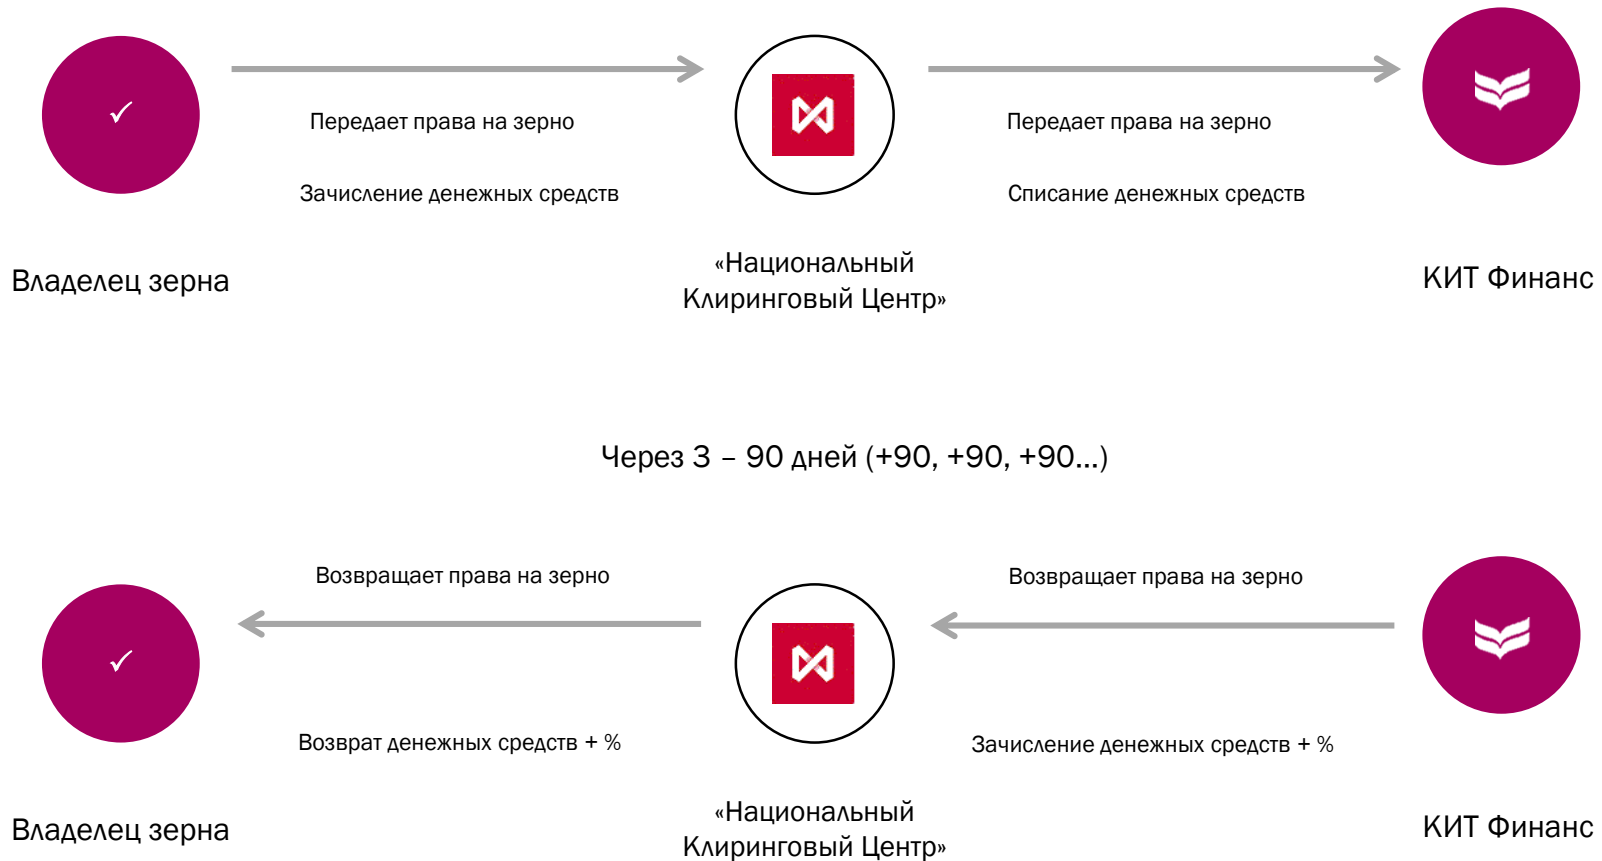 Передает права на зерно
Передает права на зерно
Зачисление денежных средств
Списание денежных средств
Владелец зерна
«Национальный
Клиринговый Центр»
КИТ Финанс
Через 3 – 90 дней (+90, +90, +90...)
Возвращает права на зерно
Возвращает права на зерно
Возврат денежных средств + %
Зачисление денежных средств + %
Владелец зерна
«Национальный
Клиринговый Центр»
КИТ Финанс